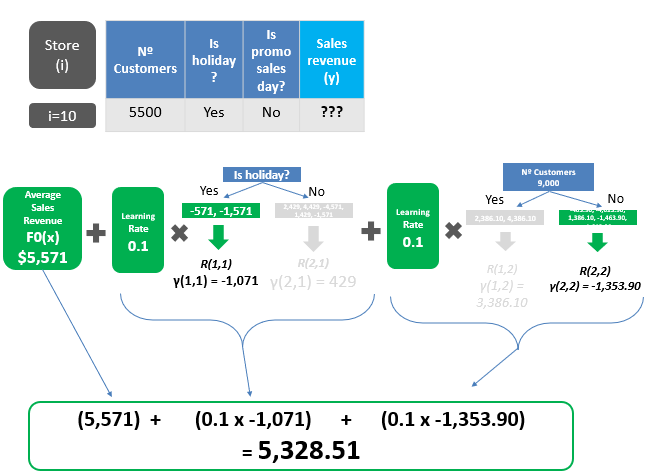 Store
(i)
Nº
Customers
Is
holiday
?
Is
promo
sales
day?
Sales
revenue
(y)
i=10
5500
Yes
No
???
Average
Sales
Revenue
F0(x)
$5,571
Learning
Rate
0.1
Is holiday?
Yes
No
-571, -1,571
2,429, 4,429, -4,571,
1,429, -1,571
R(1,1)
γ(1,1) = -1,071
R(2,1)
γ(2,1) = 429
Learning
Rate
0.1
Nº Customers
9,000
Yes
No
2,386.10, 4,386.10
1,386.10, -1,463.90,
R(1,2)
γ(1,2) =
3,386.10
R(2,2)
γ(2,2) = -1,353.90
(5,571) + (0.1 x -1,071) + (0.1 x -1,353.90)
= 5,328.51